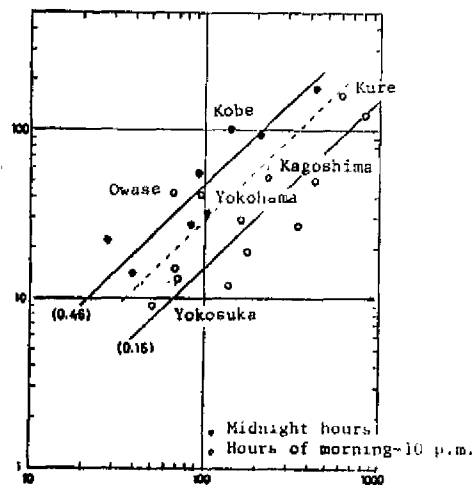 Kure
Kobe
100
Kagoshima
Owase
Yokohama
10
(0.46)
Yokosuka
(0.15)
Midnight hours
Hours of morning~10 p.m.
1
10 100 1000